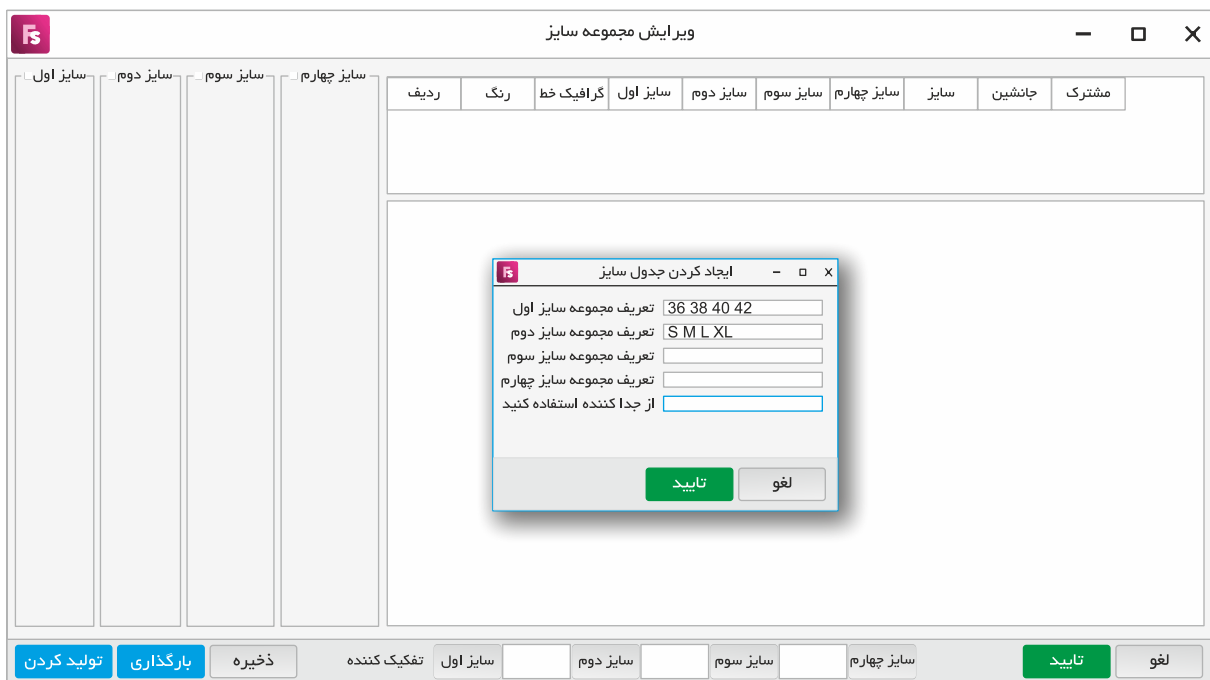 Fs
ویرایش مجموعه سایز
سایز اول
سایز دوم
سایز سوم
سایز چهارم
ردیف
رنگ
گرافیک خط
سایز اول
سایز دوم
سایز سوم
سایز چهارم
سایز
جانشین
مشترک
Fs
ایجاد کردن جدول سایز
تعریف مجموعه سایز اول 36 38 40 42
تعریف مجموعه سایز دوم S M L XL
تعریف مجموعه سایز سوم
تعریف مجموعه سایز چهارم
از جدا کننده استفاده کنید
تایید
لغو
تولید کردن
بارگذاری
ذخیره
تفکیک کننده
سایز اول
سایز دوم
سایز سوم
سایز چهارم
تایید
لغو